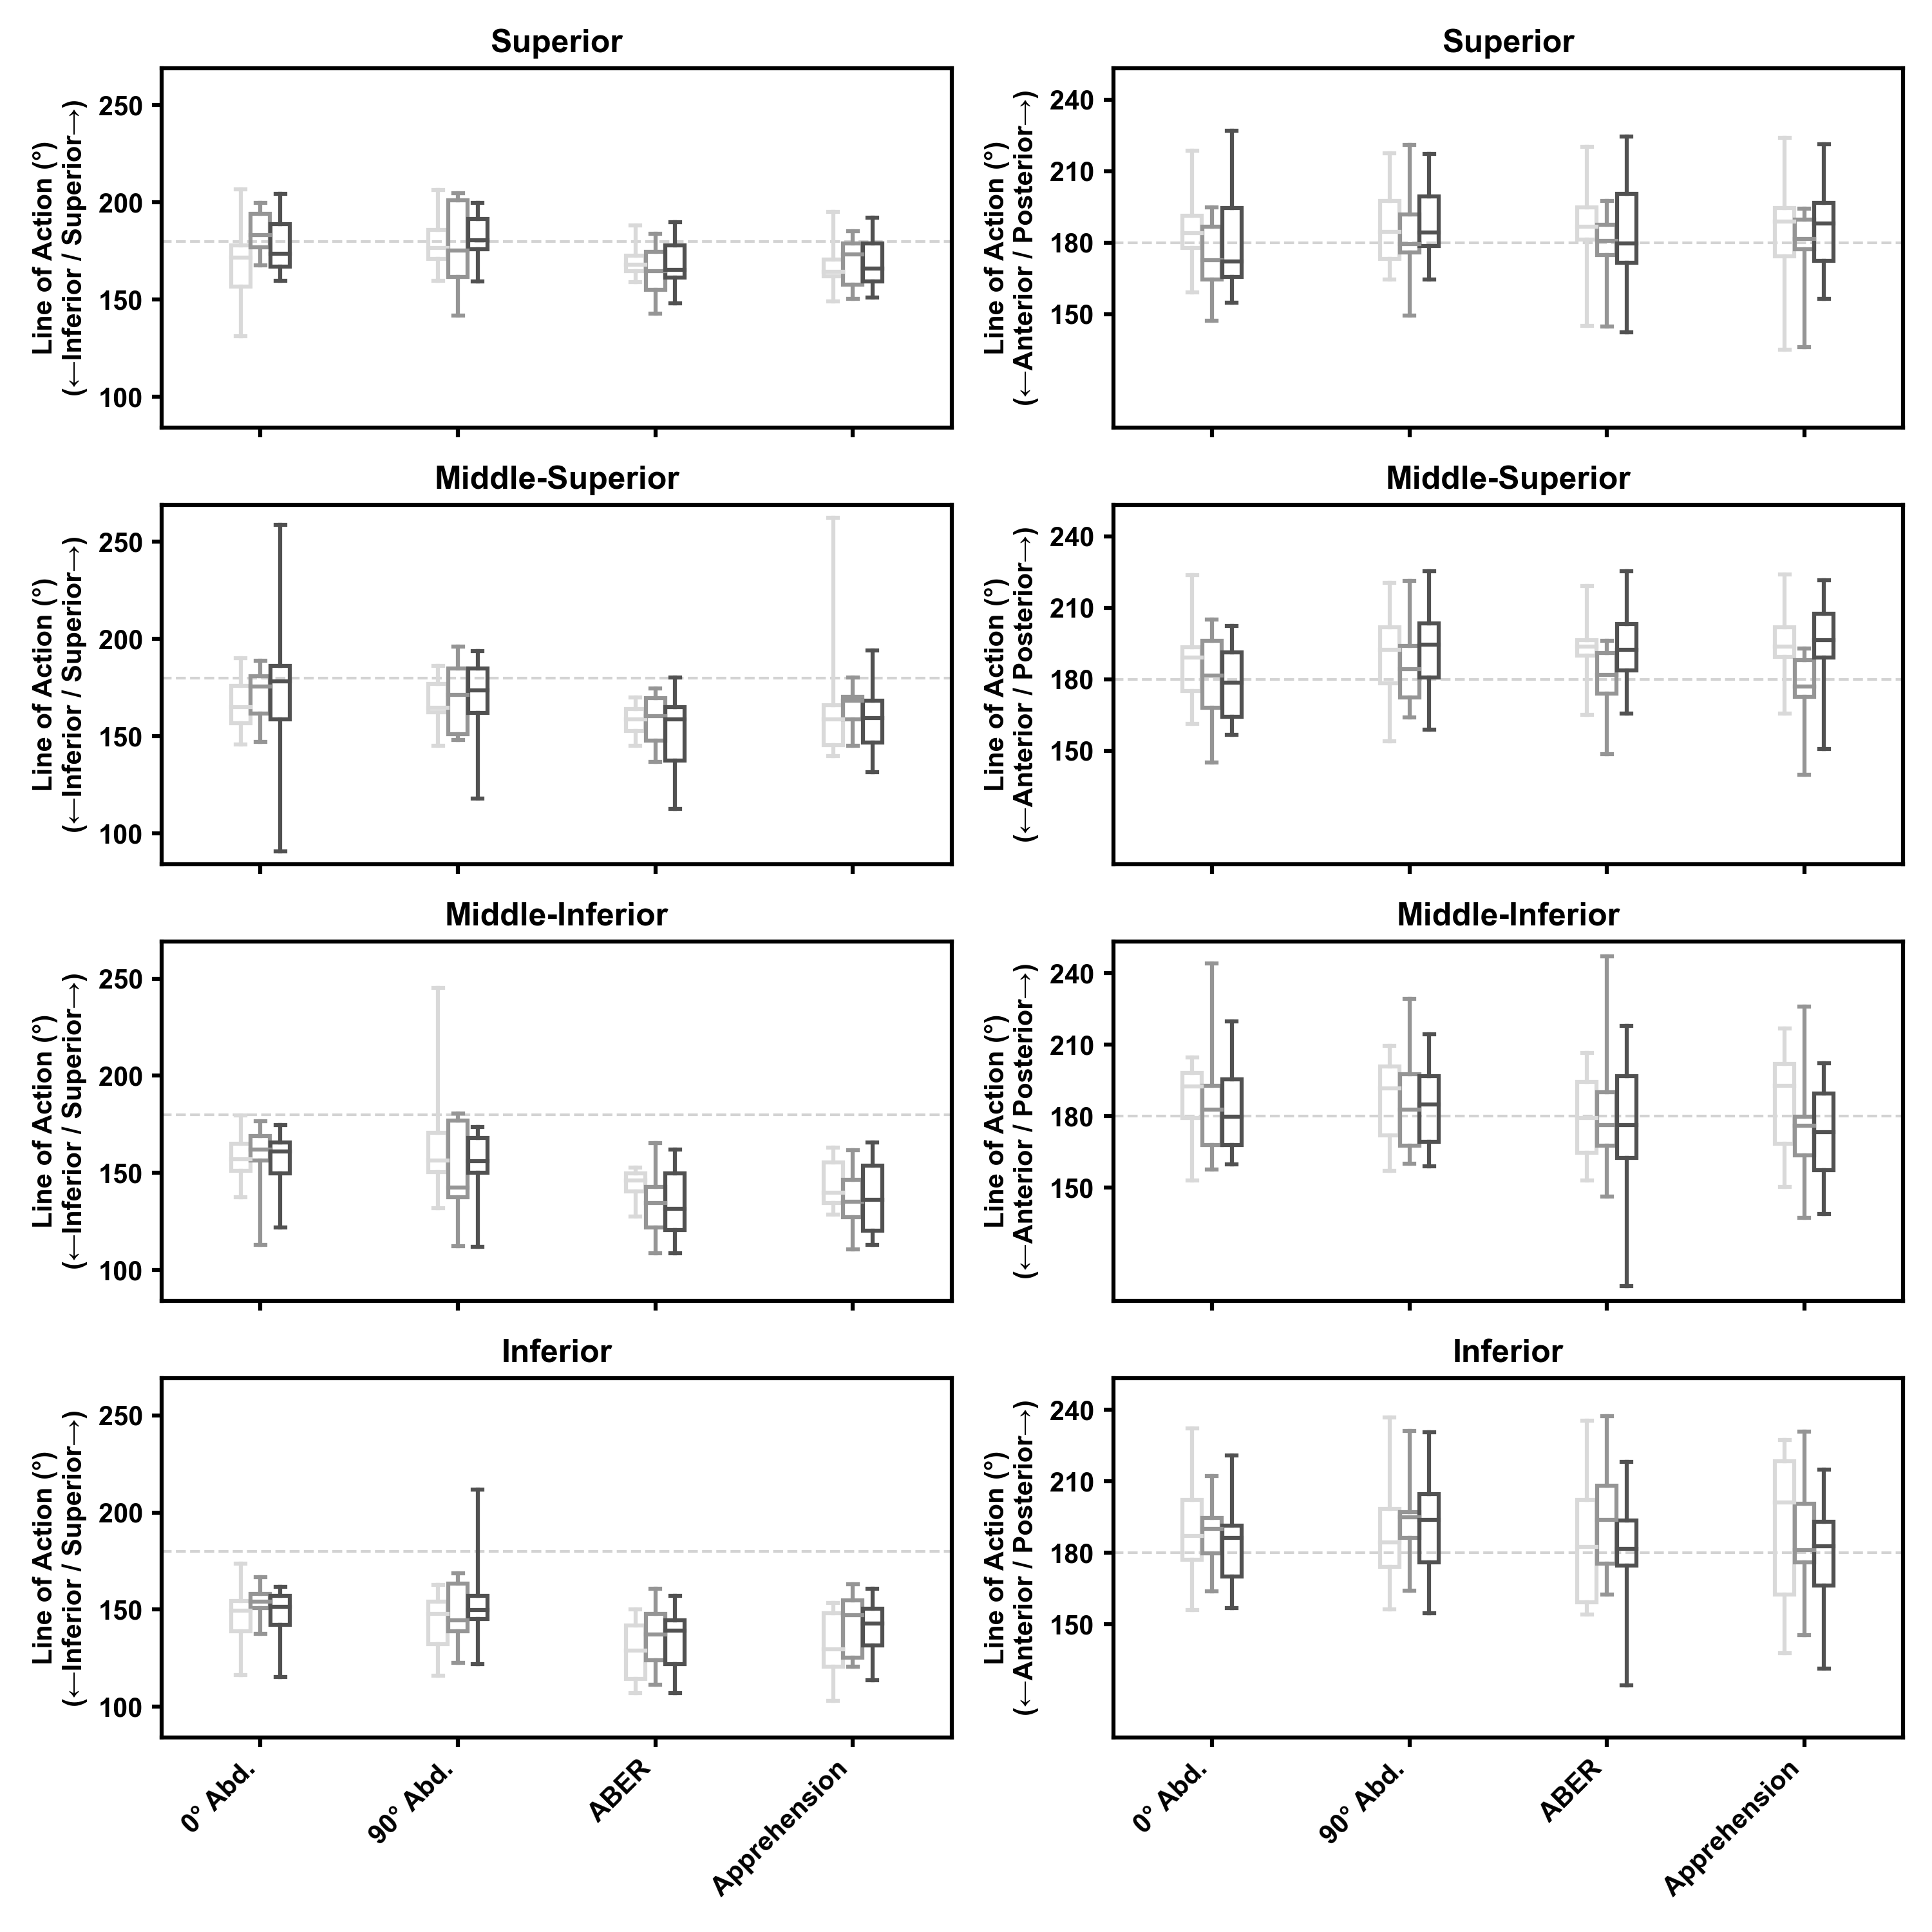 Superior
Line of Action (°)
(←Inferior / Superior→)
250
200
150
100
Superior
Line of Action (°)
(←Anterior / Posterior→)
240
210
180
150
Middle-Superior
Line of Action (°)
(←Inferior / Superior→)
250
200
150
100
Middle-Superior
Line of Action (°)
(←Anterior / Posterior→)
240
210
180
150
Middle-Inferior
Line of Action (°)
(←Inferior / Superior→)
250
200
150
100
Middle-Inferior
Line of Action (°)
(←Anterior / Posterior→)
240
210
180
150
Inferior
Line of Action (°)
(←Inferior / Superior→)
250
200
150
100
0° Abd.
90° Abd.
ABER
Apprehension
Inferior
Line of Action (°)
(←Anterior / Posterior→)
240
210
180
150
0° Abd.
90° Abd.
ABER
Apprehension